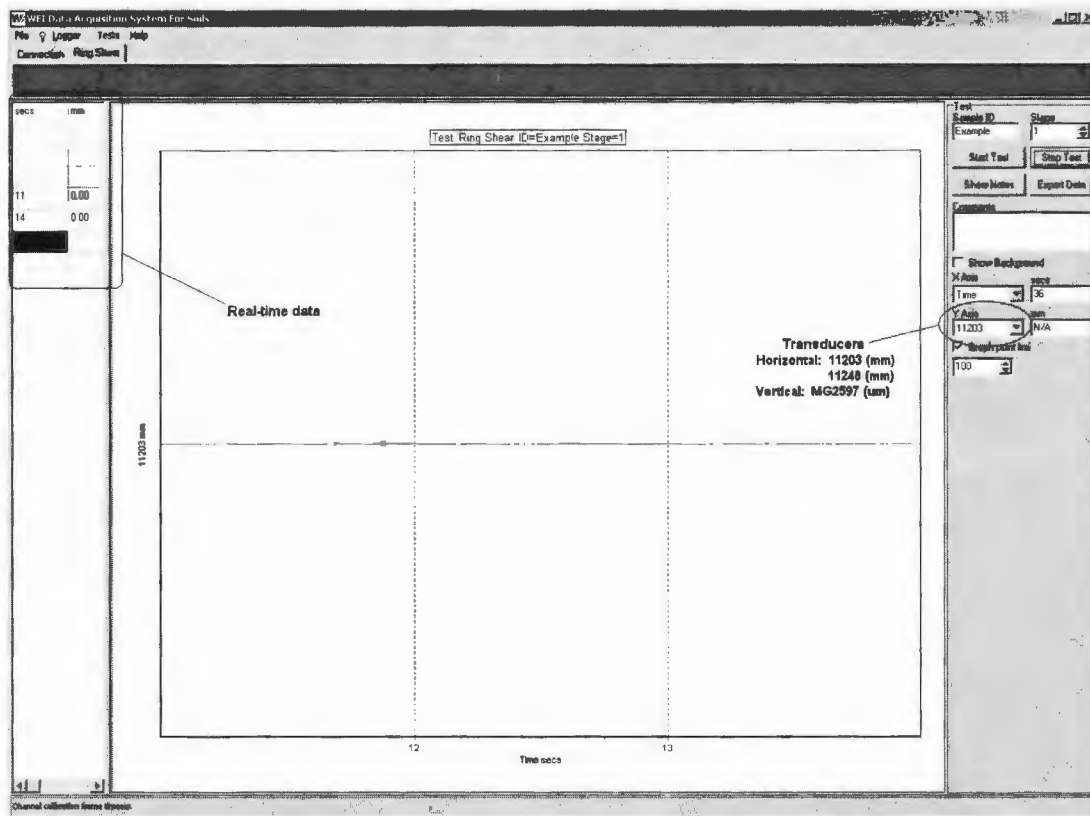 WFI Data Acquisition System For Soils
File Logger Tests Help
Connection Ring Shear
secs mm
11 0.00
14 0.00
Real-time data
Test Ring Shear ID=Example Stage=1
11203 mm
12 13
Time secs
Transducers
Horizontal: 11203 (mm)
11248 (mm)
Vertical: MG2597 (um)
Test
Sample ID Stage
Example 1
Start Test Stop Test
Show Notes Export Data
Comments
Show Background
X Axis secs
Time 36
Y Axis mm
11203 N/A
100
Channel calibration